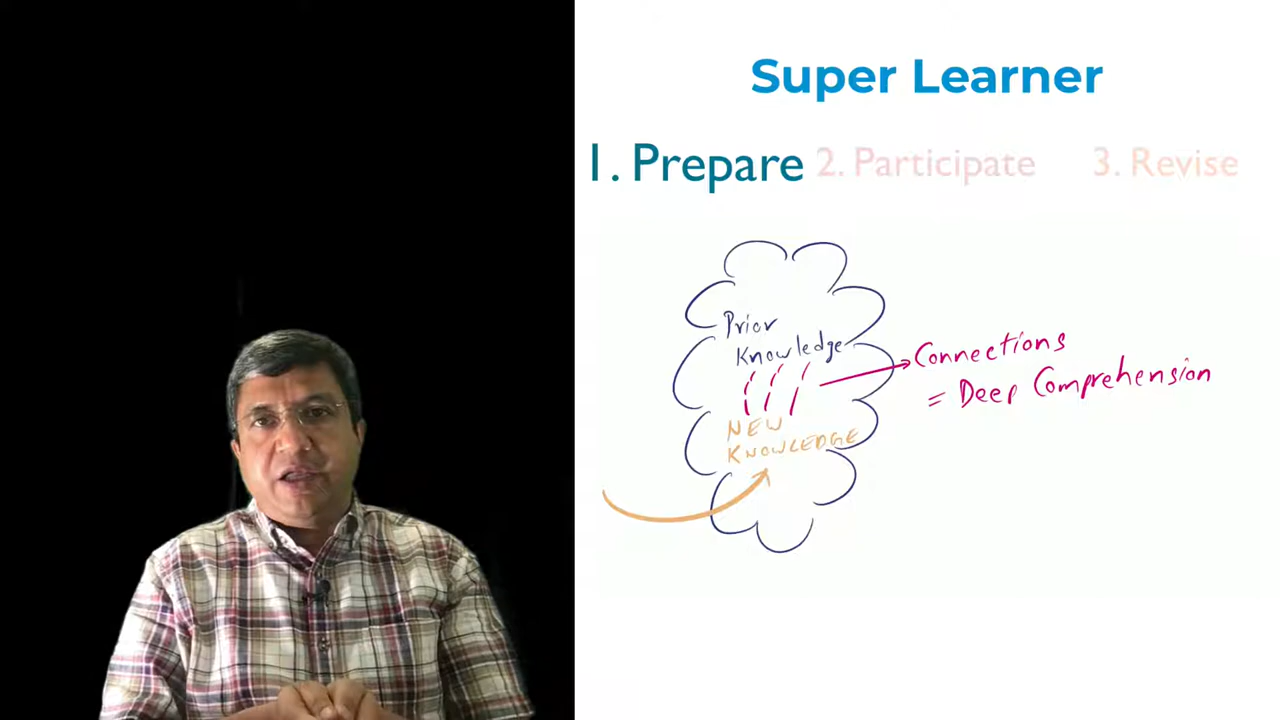 Super Learner
1. Prepare 2. Participate 3. Revise
Prior
Knowledge
Connections
= Deep Comprehension
NEW
KNOWLEDGE